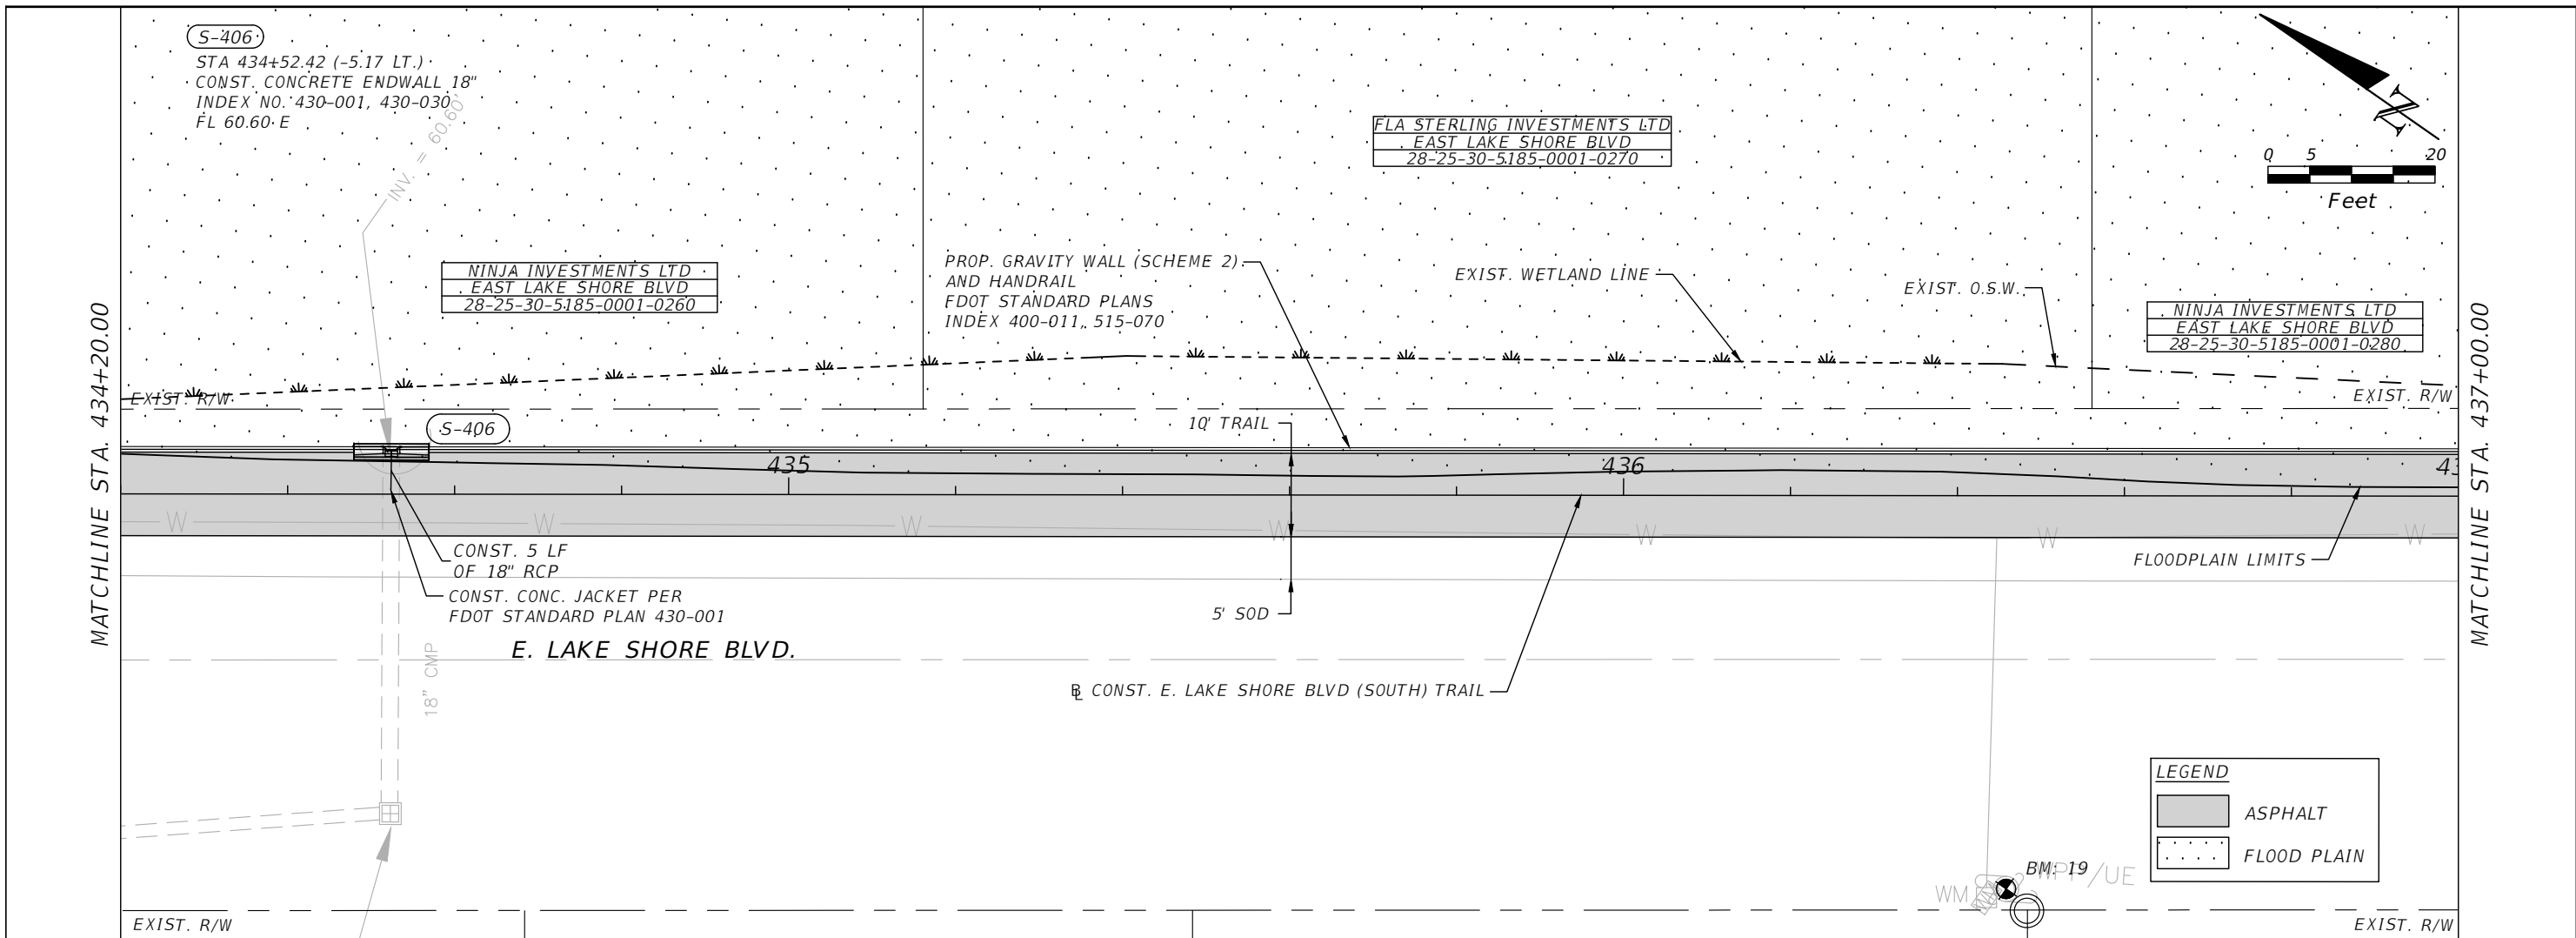 S-406
STA 434+52.42 (-5.17 LT.)
CONST. CONCRETE ENDWALL 18"
INDEX NO. 430-001, 430-030
FL 60.60 E
INV. = 60.60'
NINJA INVESTMENTS LTD
EAST LAKE SHORE BLVD
28-25-30-5185-0001-0260
FLA STERLING INVESTMENTS LTD
EAST LAKE SHORE BLVD
28-25-30-5185-0001-0270
0 5 20
Feet
N
PROP. GRAVITY WALL (SCHEME 2)
AND HANDRAIL
FDOT STANDARD PLANS
INDEX 400-011, 515-070
EXIST. WETLAND LINE
EXIST. O.S.W.
NINJA INVESTMENTS LTD
EAST LAKE SHORE BLVD
28-25-30-5185-0001-0280
MATCHLINE STA. 434+20.00
MATCHLINE STA. 437+00.00
EXIST. R/W
EXIST. R/W
S-406
10' TRAIL
435
436
43
W W W W W W W
CONST. 5 LF
OF 18" RCP
CONST. CONC. JACKET PER
FDOT STANDARD PLAN 430-001
FLOODPLAIN LIMITS
5' SOD
E. LAKE SHORE BLVD.
18" CMP
BL CONST. E. LAKE SHORE BLVD (SOUTH) TRAIL
LEGEND
ASPHALT
FLOOD PLAIN
BM: 19
WM
/UE
EXIST. R/W
EXIST. R/W